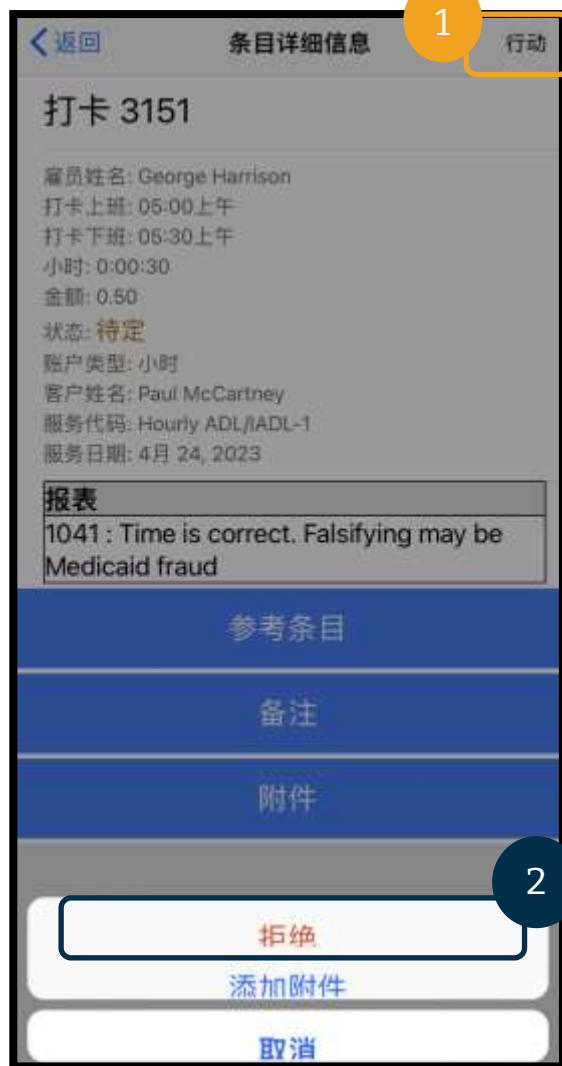 1
返回 条目详细信息 行动
打卡 3151
雇员姓名: George Harrison
打卡上班: 05:00上午
打卡下班: 05:30上午
小时: 0:00:30
金额: 0.50
状态: 待定
账户类型: 小时
客户姓名: Paul McCartney
服务代码: Hourly ADL/IADL-1
服务日期: 4月 24, 2023
报表
1041 : Time is correct. Falsifying may be
Medicaid fraud
参考条目
备注
附件
2
拒绝
添加附件
取消